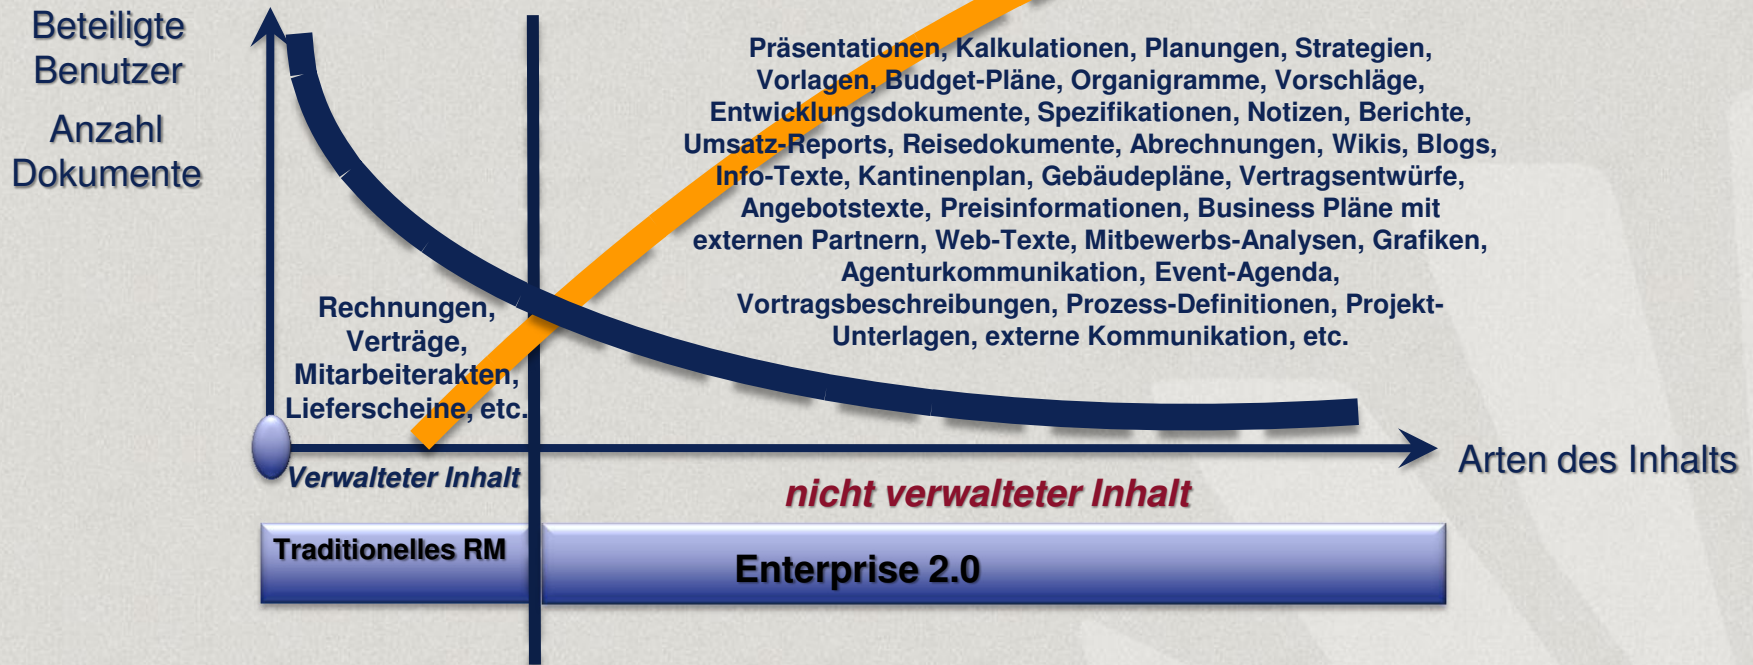 Beteiligte
Benutzer
Anzahl
Dokumente
Präsentationen, Kalkulationen, Planungen, Strategien,
Vorlagen, Budget-Pläne, Organigramme, Vorschläge,
Entwicklungsdokumente, Spezifikationen, Notizen, Berichte,
Umsatz-Reports, Reisedokumente, Abrechnungen, Wikis, Blogs,
Info-Texte, Kantinenplan, Gebäudepläne, Vertragsentwürfe,
Angebotstexte, Preisinformationen, Business Pläne mit
externen Partnern, Web-Texte, Mitbewerbs-Analysen, Grafiken,
Agenturkommunikation, Event-Agenda,
Vortragsbeschreibungen, Prozess-Definitionen, Projekt-
Unterlagen, externe Kommunikation, etc.
Rechnungen,
Verträge,
Mitarbeiterakten,
Lieferscheine, etc.
Arten des Inhalts
Verwalteter Inhalt
nicht verwalteter Inhalt
Traditionelles RM
Enterprise 2.0